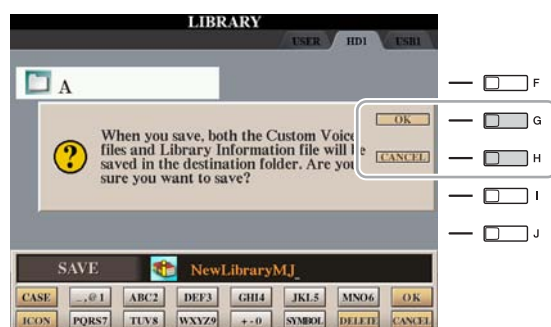 LIBRARY
USER HD1 USB1
A
F
OK G
When you save, both the Custom Voice
files and Library Information file will be
CANCEL H
saved in the destination folder. Are you
sure you want to save?
I
J
SAVE NewLibraryMJ_
CASE _.@1 ABC2 DEF3 GHI4 JKL5 MNO6 OK
ICON PQRS7 TUV8 WXYZ9 +-0 SYMBOL DELETE CANCEL